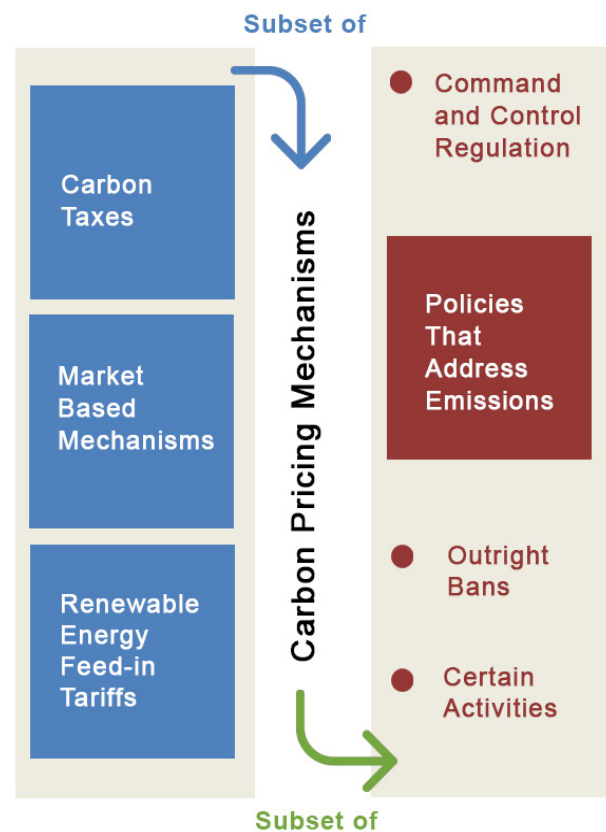 Subset of
Carbon
Taxes
Market
Based
Mechanisms
Renewable
Energy
Feed-in
Tariffs
Carbon Pricing Mechanisms
Command
and Control
Regulation
Policies
That
Address
Emissions
Outright
Bans
Certain
Activities
Subset of